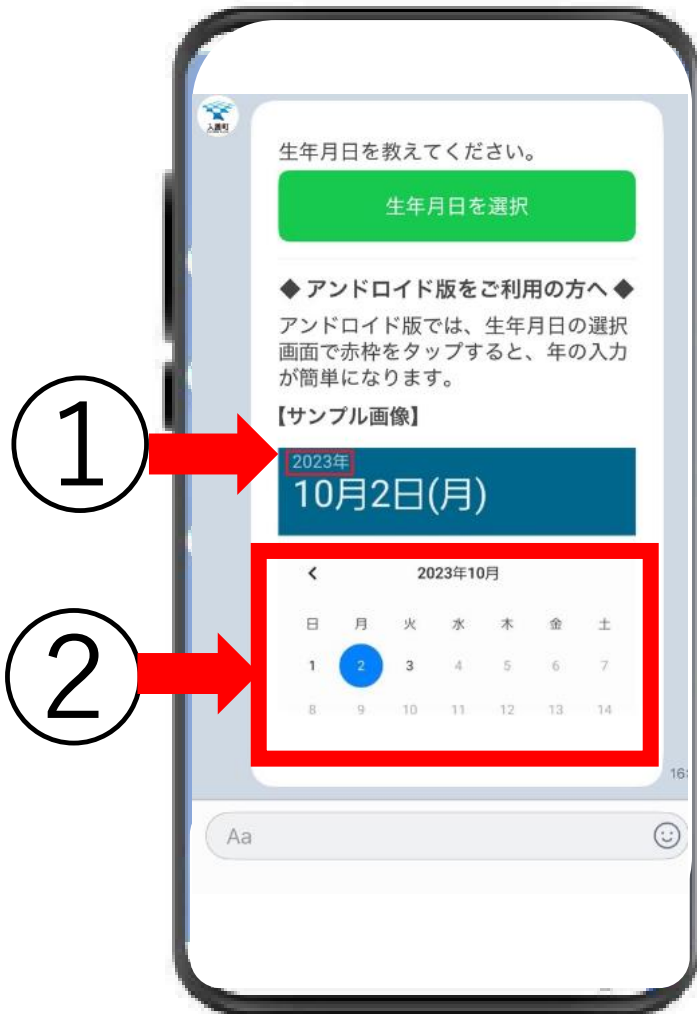 入善町
生年月日を教えてください。
生年月日を選択
◆ アンドロイド版をご利用の方へ ◆
アンドロイド版では、生年月日の選択
画面で赤枠をタップすると、年の入力
が簡単になります。
【サンプル画像】
①
2023年
10月2日(月)
②
< 2023年10月
日 月 火 水 木 金 土
1 2 3 4 5 6 7
8 9 10 11 12 13 14
16:
Aa